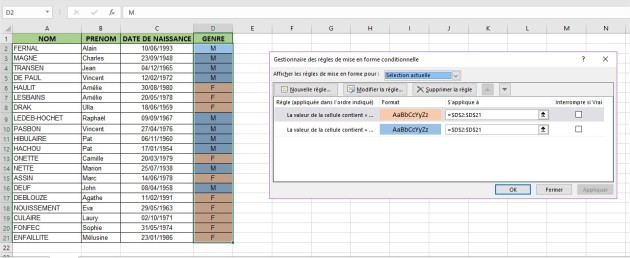 D2 M
A B C D E F G H I J K L M N
1 NOM PRENOM DATE DE NAISSANCE GENRE
2 FERNAL Alain 10/06/1993 M
3 MAGNE Charles 23/09/1948 M
4 TRANSEN Jean 04/12/1965 M
5 DE PAUL Vincent 12/02/1972 M
6 HAULIT Amélie 30/08/1980 F
7 LESBAINS Amélie 20/05/1978 F
8 DRAK Ulla 18/06/1959 F
9 LEDEB-HOCHET Raphaël 09/09/1967 M
10 PASBON Vincent 27/04/1976 M
11 HIBULAIRE Pat 06/11/1960 M
12 HACHOU Pat 17/01/1954 M
13 ONETTE Camille 20/03/1979 F
14 NETTE Marion 25/07/1938 M
15 ASSIN Marc 14/06/1978 F
16 DEUF John 08/04/1958 M
17 DEBLOUZE Agathe 11/02/1991 F
18 NOUISSEMENT Eva 29/05/1963 F
19 CULAIRE Laury 02/10/1971 F
20 FONFEC Sophie 31/05/1974 F
21 ENFAILLITE Mélusine 23/01/1986 F
22
Gestionnaire des règles de mise en forme conditionnelle ? X
Afficher les règles de mise en forme pour : Sélection actuelle
Nouvelle règle... Modifier la règle... Supprimer la règle
Règle (appliquée dans l'ordre indiqué) Format S'applique à Interrompre si Vrai
La valeur de la cellule contient « ... AaBbCcYyZz =$D$2:$D$21
La valeur de la cellule contient « ... AaBbCcYyZz =$D$2:$D$21
OK Fermer Appliquer